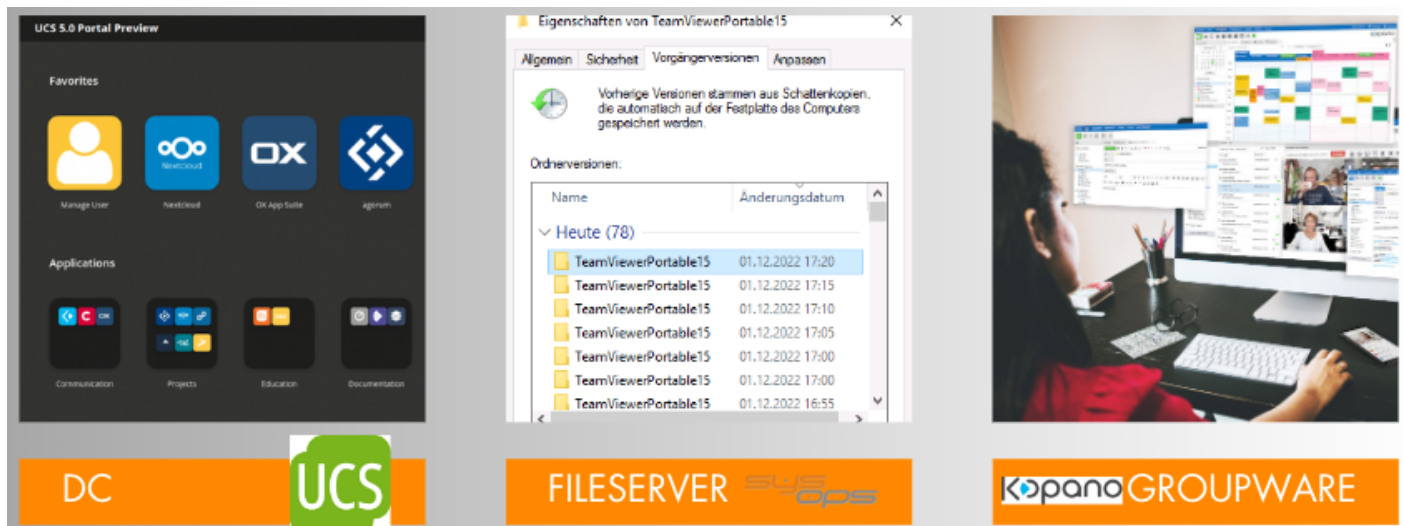 UCS 5.0 Portal Preview
Favorites
Nextcloud
OX
Manage User
Nextcloud
OX App Suite
agorum
Applications
Communication
Projects
Education
Documentation
DC
UCS
Eigenschaften von TeamViewerPortable15
Allgemein
Sicherheit
Vorgängerversionen
Anpassen
Vorherige Versionen stammen aus Schattenkopien,
die automatisch auf der Festplatte des Computers
gespeichert werden.
Ordnerversionen:
Name Änderungsdatum
Heute (78)
TeamViewerPortable15 01.12.2022 17:20
TeamViewerPortable15 01.12.2022 17:15
TeamViewerPortable15 01.12.2022 17:10
TeamViewerPortable15 01.12.2022 17:05
TeamViewerPortable15 01.12.2022 17:00
TeamViewerPortable15 01.12.2022 17:00
TeamViewerPortable15 01.12.2022 16:55
FILESERVER sysops
kopano GROUPWARE